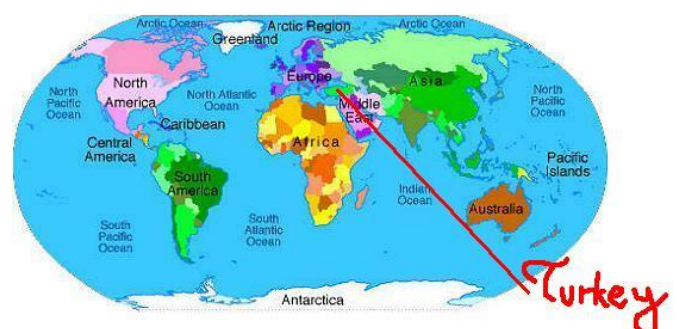 Arctic Ocean
Arctic Region
Arctic Ocean
Greenland
North
Pacific
Ocean
North
America
North Atlantic
Ocean
Europe
Asia
North
Pacific
Ocean
Middle
East
Caribbean
Central
America
Africa
Pacific
Islands
South
America
Indian
Ocean
Australia
South
Pacific
Ocean
South
Atlantic
Ocean
Antarctica
Turkey